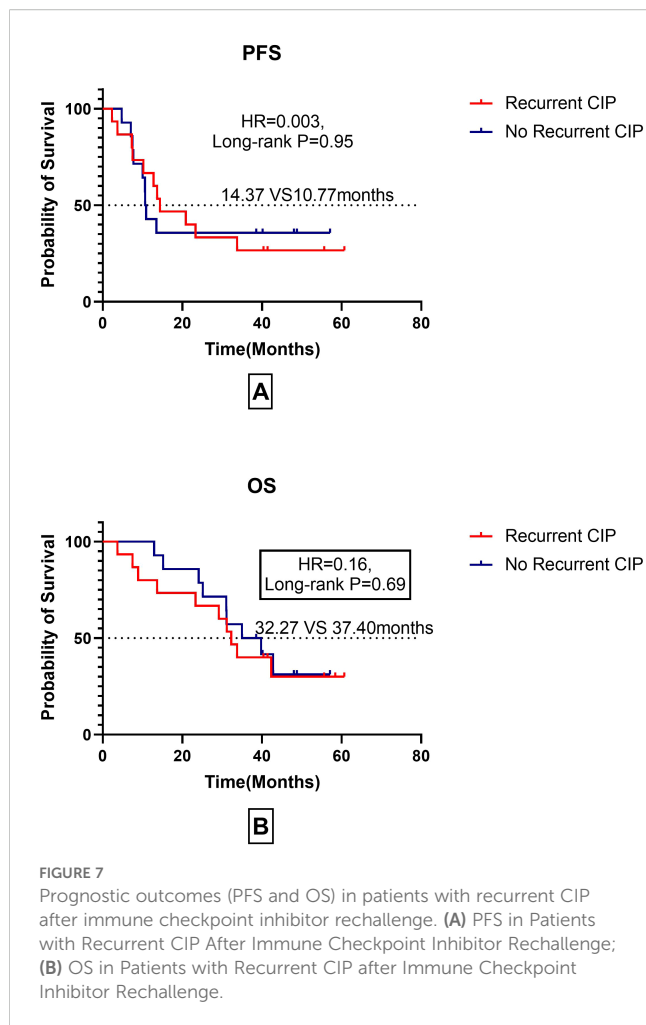 PFS
100
50
0
Probability of Survival
HR=0.003,
Long-rank P=0.95
14.37 VS10.77months
Recurrent CIP
No Recurrent CIP
0 20 40 60 80
Time(Months)
A
OS
100
50
0
Probability of Survival
HR=0.16,
Long-rank P=0.69
32.27 VS 37.40months
Recurrent CIP
No Recurrent CIP
0 20 40 60 80
Time(Months)
B
FIGURE 7
Prognostic outcomes (PFS and OS) in patients with recurrent CIP
after immune checkpoint inhibitor rechallenge. (A) PFS in Patients
with Recurrent CIP After Immune Checkpoint Inhibitor Rechallenge;
(B) OS in Patients with Recurrent CIP after Immune Checkpoint
Inhibitor Rechallenge.